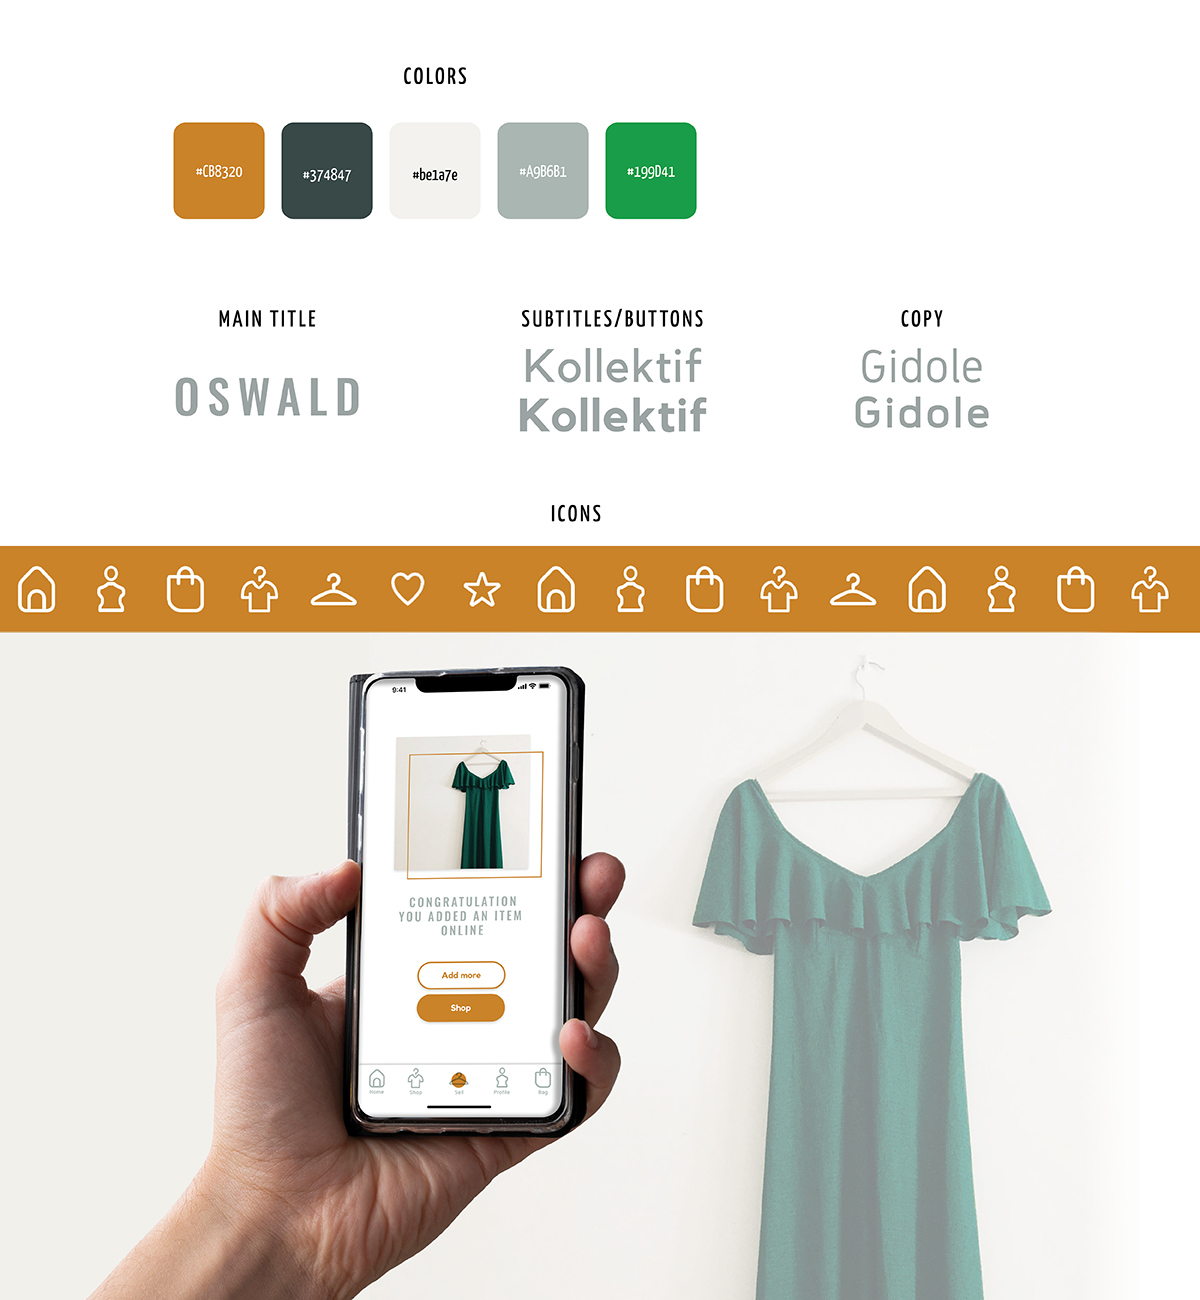 COLORS
#CB8320
#374847
#be1a7e
#A9B6B1
#199D41
MAIN TITLE
OSWALD
SUBTITLES/BUTTONS
Kollektif
Kollektif
COPY
Gidole
Gidole
ICONS
9:41
CONGRATULATION
YOU ADDED AN ITEM
ONLINE
Add more
Shop
Home
Shop
Sell
Profile
Bag